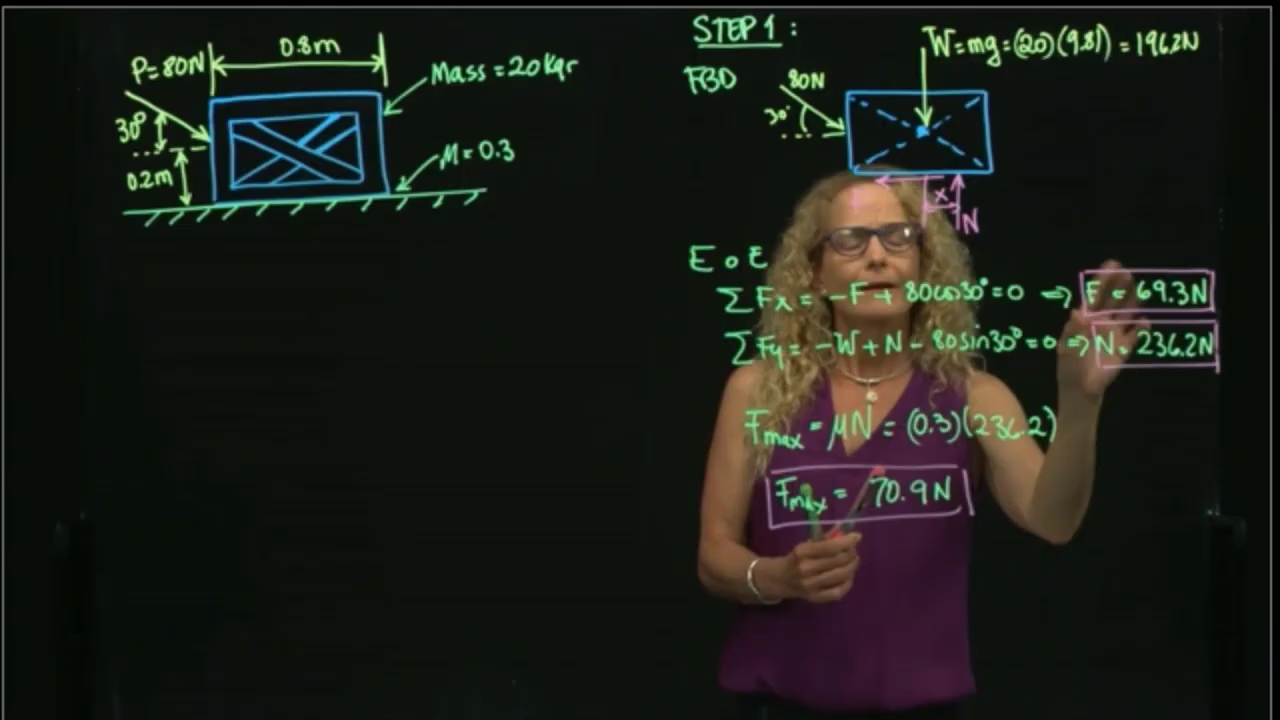 0.8m
P=80N
Mass = 20Kgr
30°
0.2m
M = 0.3
STEP 1 :
FBD
W=mg=(20)(9.81) = 196.2N
80N
30°
x
N
E o E
ΣFx = -F + 80cos30°=0 => F = 69.3N
ΣFy = -W+N - 80sin30°=0 => N = 236.2N
Fmax = μN = (0.3)(236.2)
Fmax = 70.9N